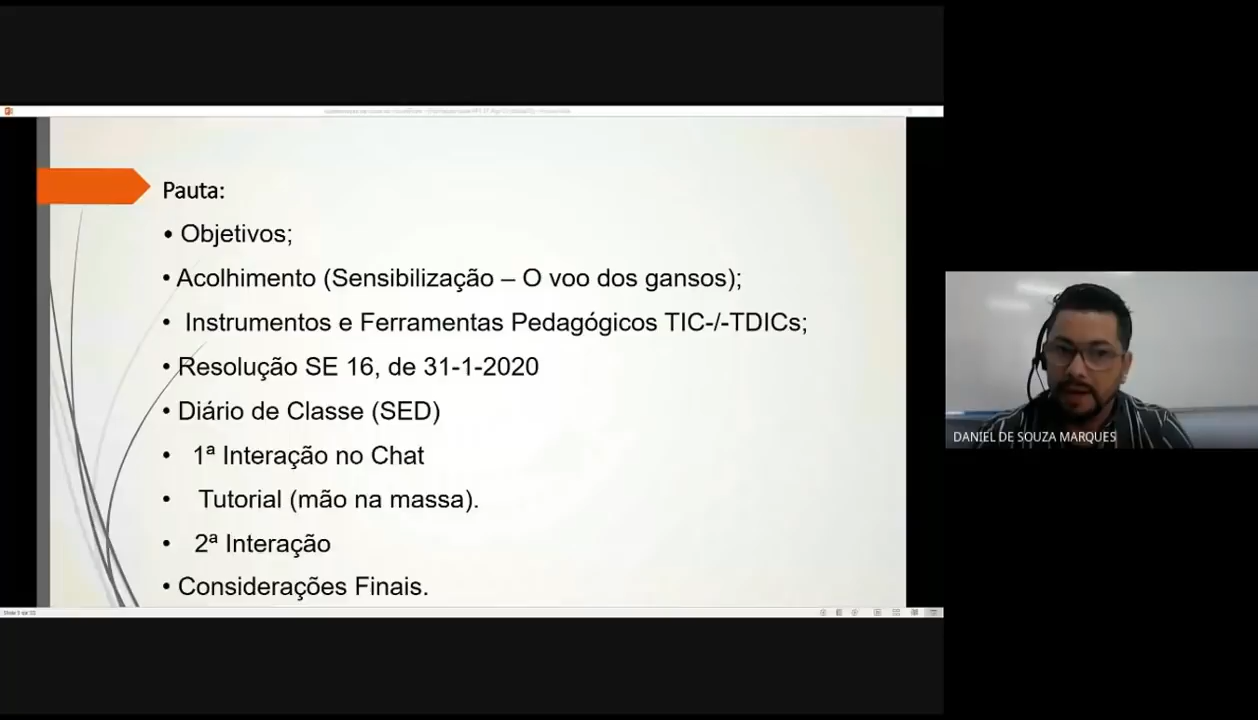 Pauta:
• Objetivos;
• Acolhimento (Sensibilização – O voo dos gansos);
• Instrumentos e Ferramentas Pedagógicos TIC-/-TDICs;
• Resolução SE 16, de 31-1-2020
• Diário de Classe (SED)
• 1ª Interação no Chat
• Tutorial (mão na massa).
• 2ª Interação
• Considerações Finais.
DANIEL DE SOUZA MARQUES